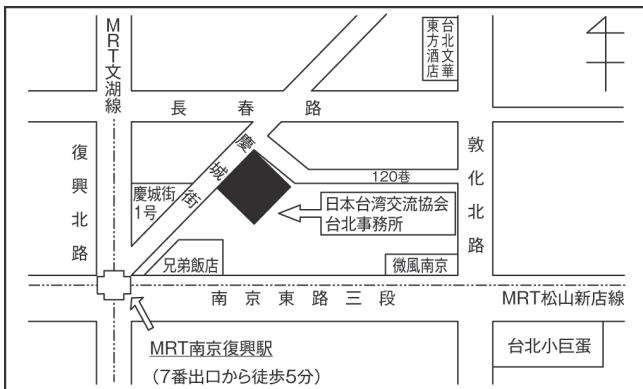 MRT文湖線
台北文華
東方酒店
長春路
慶城街
復興北路
敦化北路
120巷
慶城街
1号
日本台湾交流協会
台北事務所
兄弟飯店
微風南京
南京東路三段
MRT松山新店線
MRT南京復興駅
(7番出口から徒歩5分)
台北小巨蛋